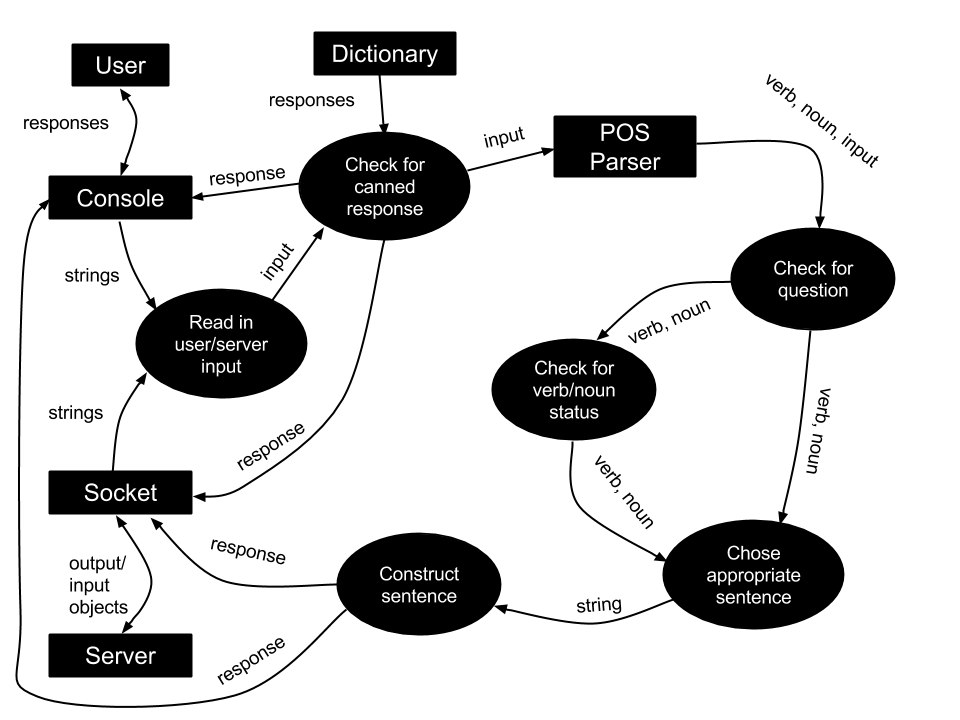 User
Dictionary
responses
responses
verb, noun, input
input
POS
Parser
Check for
canned
response
response
Console
Check for
question
strings
input
verb, noun
Read in
user/server
input
Check for
verb/noun
status
strings
verb, noun
response
verb, noun
Socket
response
output/
input
objects
Construct
sentence
Chose
appropriate
sentence
string
Server
response